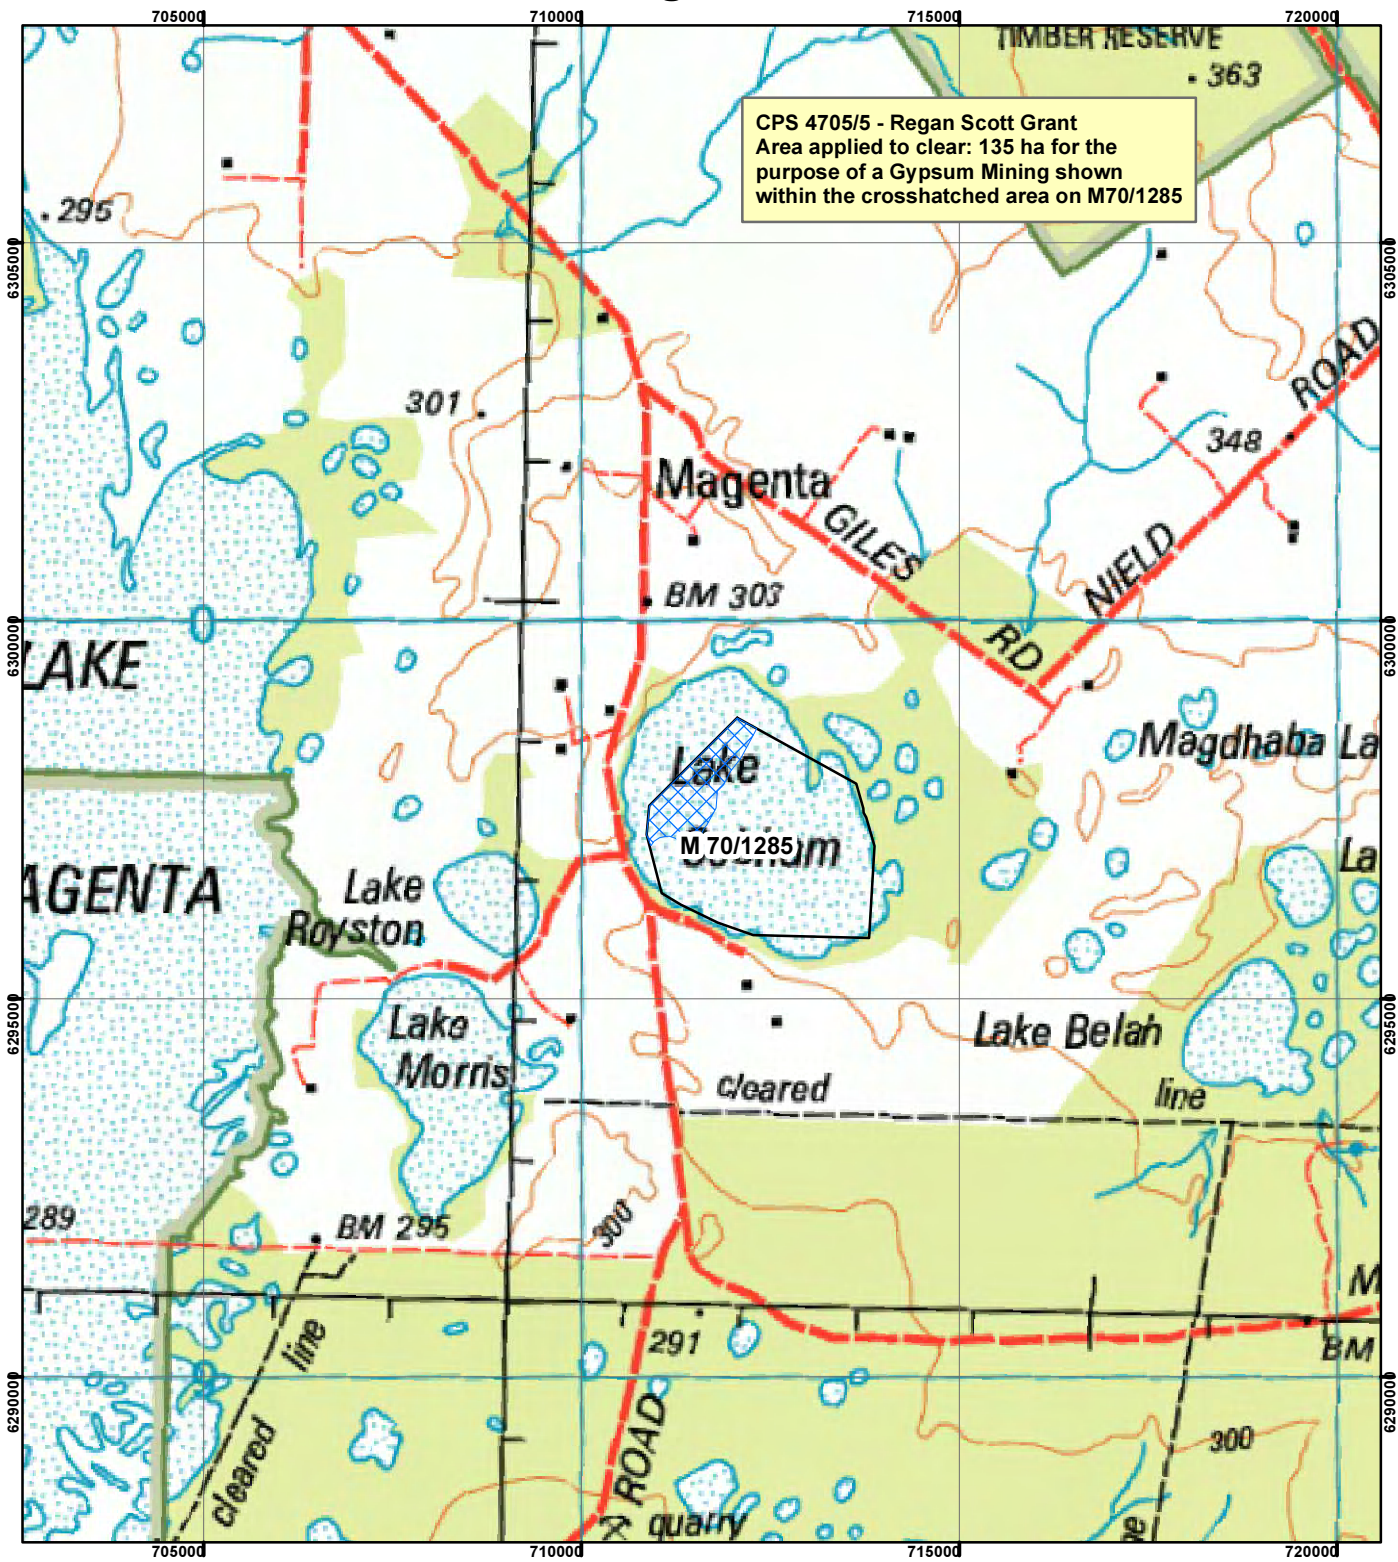 705000 710000 715000 720000
TIMBER RESERVE
363
CPS 4705/5 - Regan Scott Grant
Area applied to clear: 135 ha for the
purpose of a Gypsum Mining shown
within the crosshatched area on M70/1285
295
6305000 6305000
ROAD
301
348
Magenta
GILES
NIELD
BM 303
6300000 6300000
RD
LAKE
Magdhaba La
Lake
M 70/1285
La
AGENTA
Lake
Royston
6295000 6295000
Lake
Morris
Lake Belah
cleared
line
289
BM 295
300
M
line
291
BM
6290000 6290000
cleared
ROAD
300
quarry
705000 710000 715000 720000